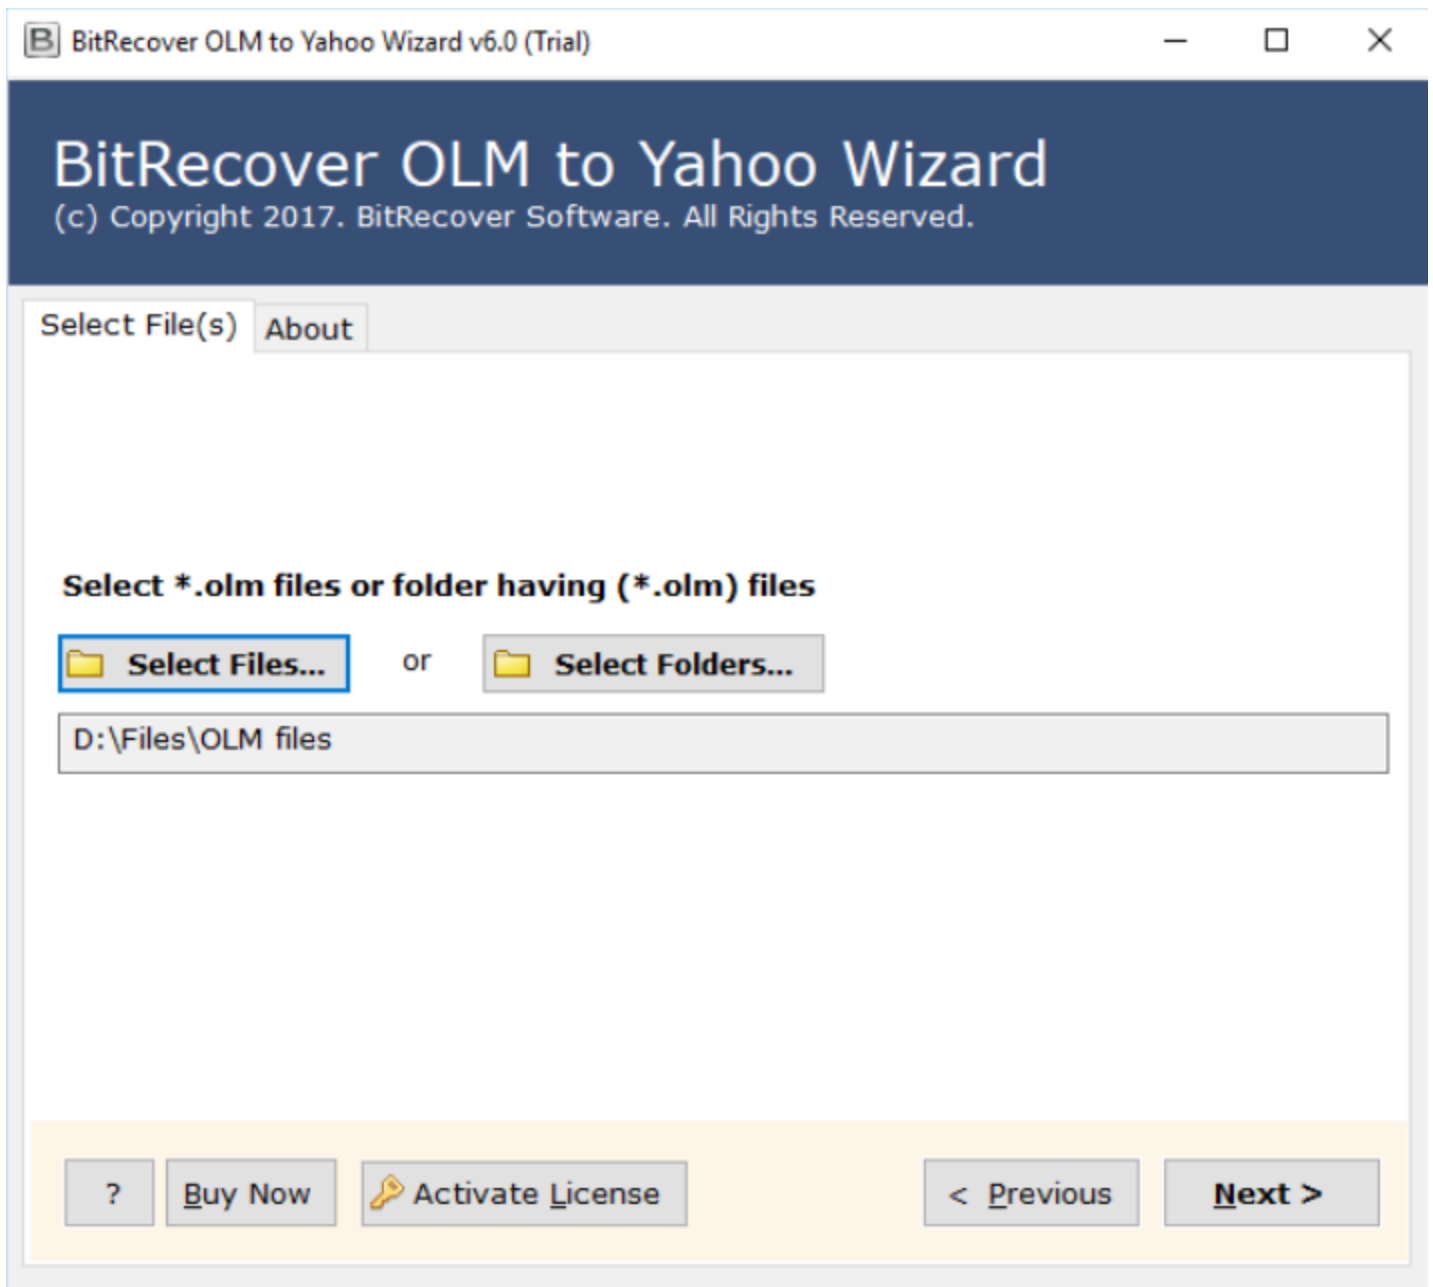 B BitRecover OLM to Yahoo Wizard v6.0 (Trial)
BitRecover OLM to Yahoo Wizard
(c) Copyright 2017. BitRecover Software. All Rights Reserved.
Select File(s) About
Select *.olm files or folder having (*.olm) files
Select Files... or Select Folders...
D:\Files\OLM files
? Buy Now Activate License < Previous Next >